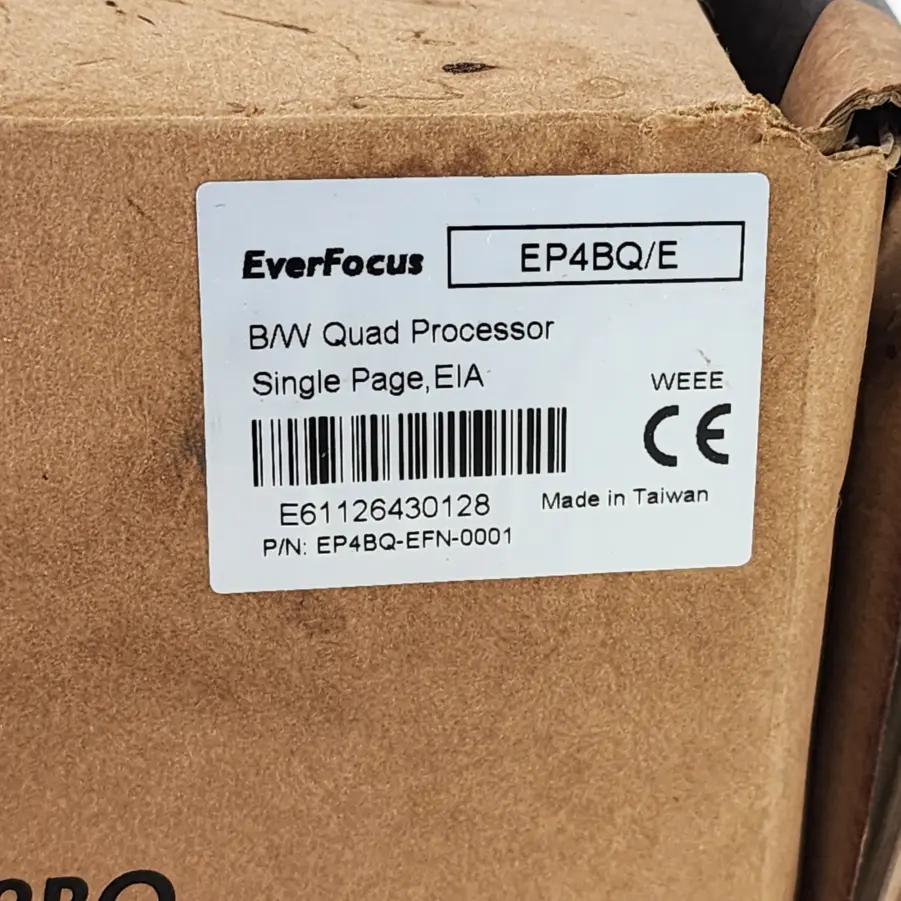 EverFocus EP4BQ/E
B/W Quad Processor
Single Page,EIA
WEEE
CE
E61126430128
Made in Taiwan
P/N: EP4BQ-EFN-0001